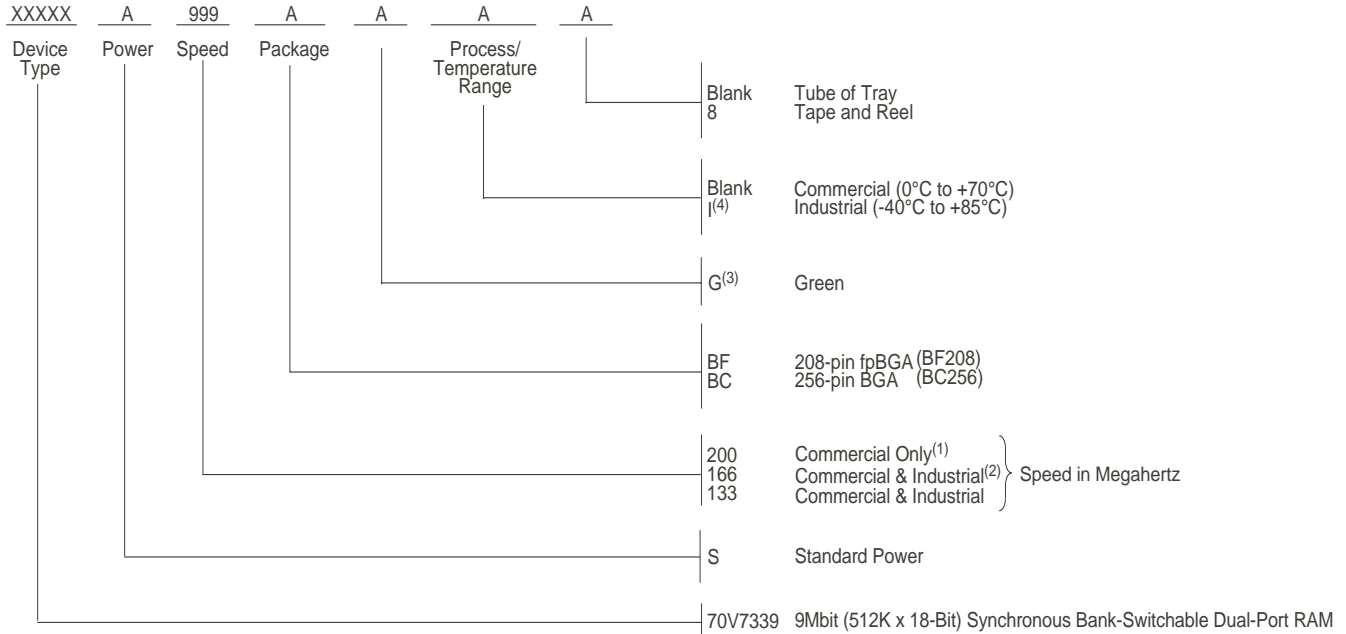 XXXXX A 999 A A A A
Device Type Power Speed Package Process/ Temperature Range
Blank Tube of Tray
8 Tape and Reel
Blank Commercial (0°C to +70°C)
I(4) Industrial (-40°C to +85°C)
G(3) Green
BF 208-pin fpBGA (BF208)
BC 256-pin BGA (BC256)
200 Commercial Only(1)
166 Commercial & Industrial(2) Speed in Megahertz
133 Commercial & Industrial
S Standard Power
70V7339 9Mbit (512K x 18-Bit) Synchronous Bank-Switchable Dual-Port RAM